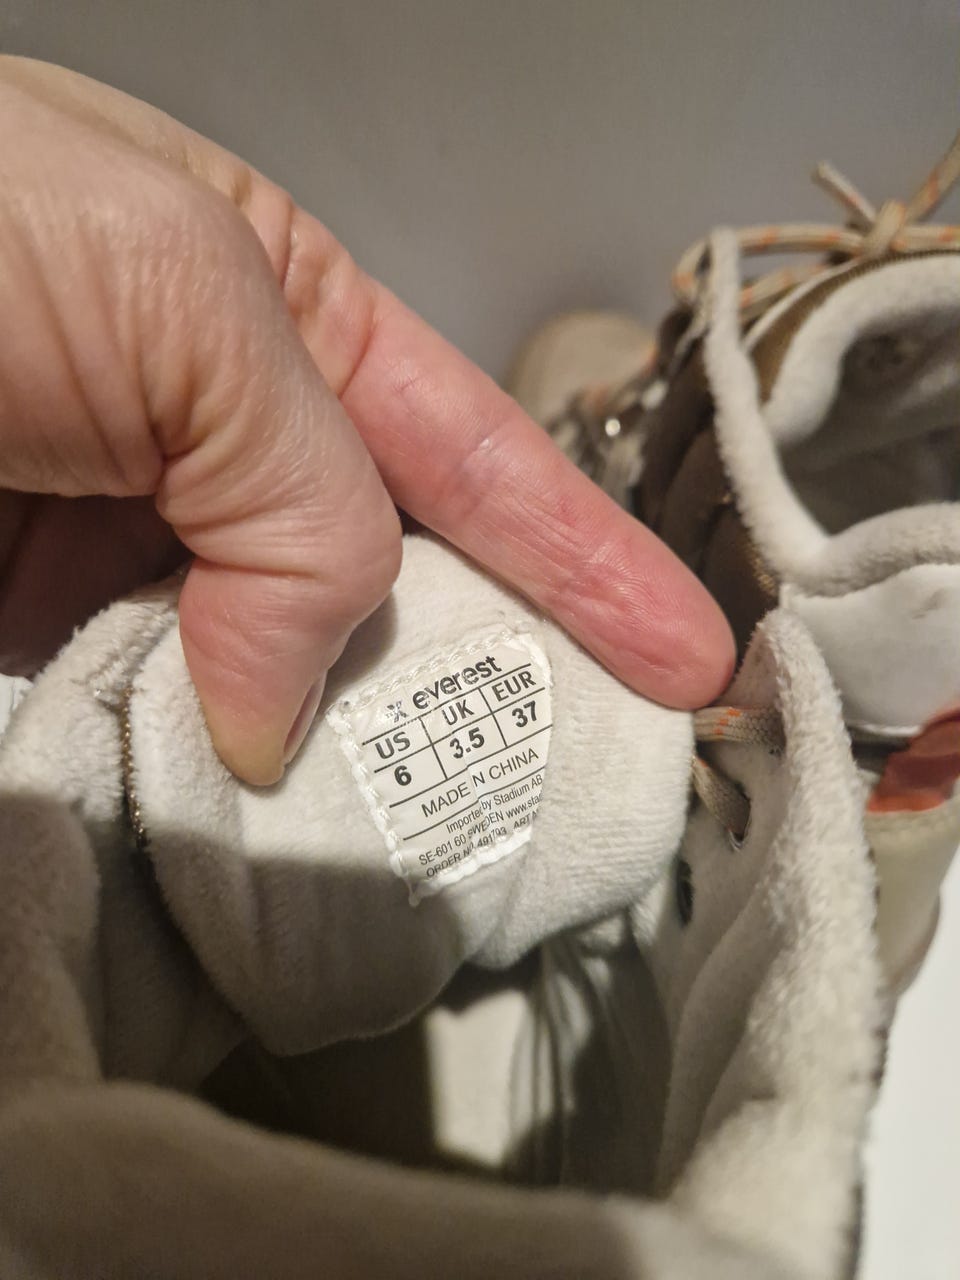 everest
US UK EUR
6 3.5 37
MADE IN CHINA
Imported by Stadium AB
SE-601 60 SWEDEN
ORDER N